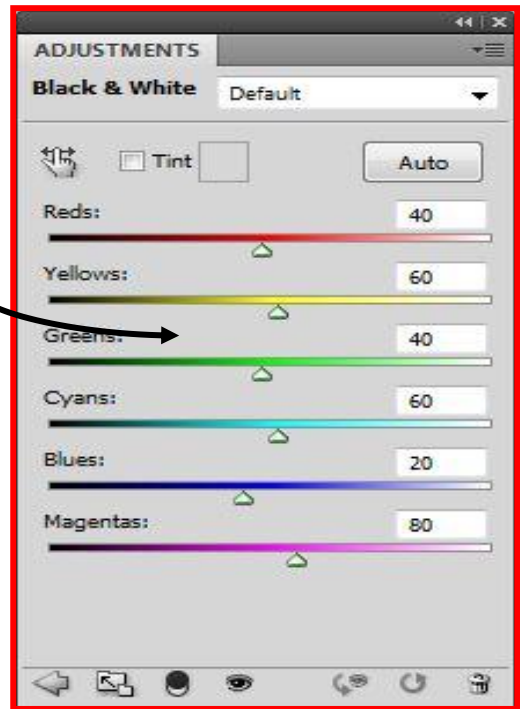 ADJUSTMENTS
Black & White Default
Tint Auto
Reds: 40
Yellows: 60
Greens: 40
Cyans: 60
Blues: 20
Magentas: 80